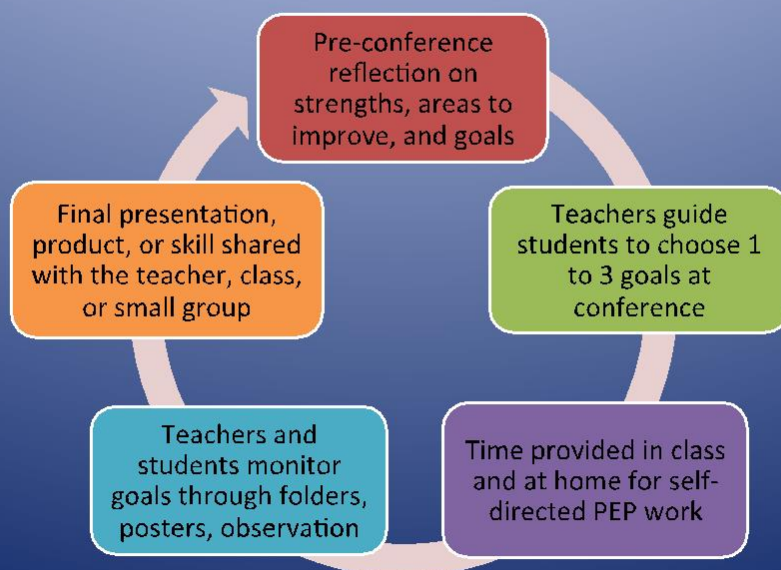 Pre-conference
reflection on
strengths, areas to
improve, and goals
Teachers guide
students to choose 1
to 3 goals at
conference
Time provided in class
and at home for self-
directed PEP work
Teachers and
students monitor
goals through folders,
posters, observation
Final presentation,
product, or skill shared
with the teacher, class,
or small group